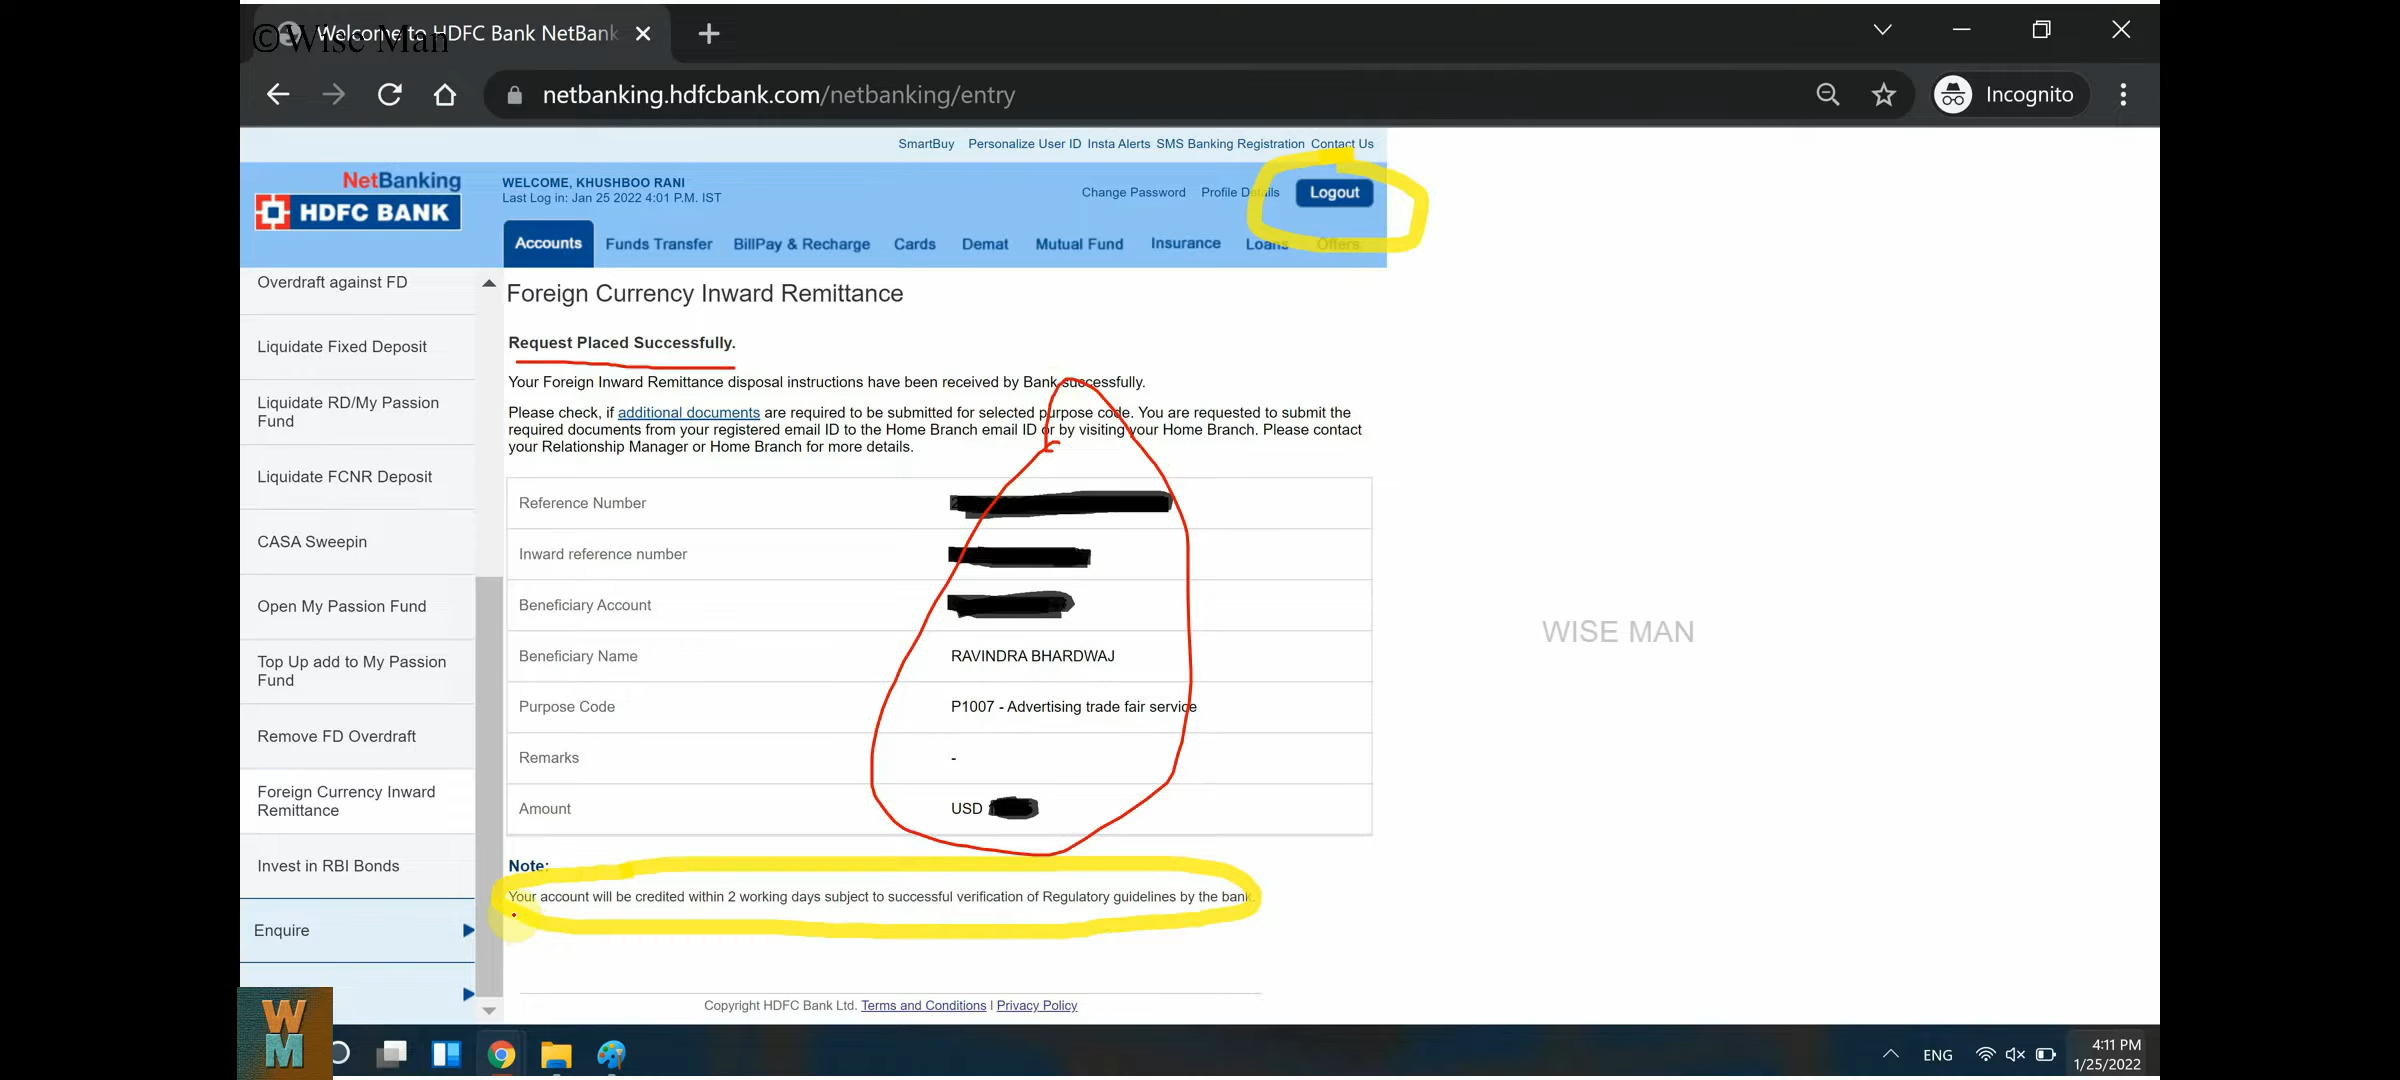 Welcome to HDFC Bank NetBank
©Wise Man
netbanking.hdfcbank.com/netbanking/entry
Incognito
SmartBuy Personalize User ID Insta Alerts SMS Banking Registration Contact Us
NetBanking
HDFC BANK
WELCOME, KHUSHBOO RANI
Last Log in: Jan 25 2022 4:01 P.M. IST
Change Password Profile Details Logout
Accounts Funds Transfer BillPay & Recharge Cards Demat Mutual Fund Insurance Loans Offers
Overdraft against FD
Liquidate Fixed Deposit
Liquidate RD/My Passion
Fund
Liquidate FCNR Deposit
CASA Sweepin
Open My Passion Fund
Top Up add to My Passion
Fund
Remove FD Overdraft
Foreign Currency Inward
Remittance
Invest in RBI Bonds
Enquire
Foreign Currency Inward Remittance
Request Placed Successfully.
Your Foreign Inward Remittance disposal instructions have been received by Bank successfully.
Please check, if additional documents are required to be submitted for selected purpose code. You are requested to submit the
required documents from your registered email ID to the Home Branch email ID or by visiting your Home Branch. Please contact
your Relationship Manager or Home Branch for more details.
Reference Number
Inward reference number
Beneficiary Account
Beneficiary Name RAVINDRA BHARDWAJ
Purpose Code P1007 - Advertising trade fair service
Remarks -
Amount USD
Note:
Your account will be credited within 2 working days subject to successful verification of Regulatory guidelines by the bank.
Copyright HDFC Bank Ltd. Terms and Conditions | Privacy Policy
WISE MAN
WM
ENG
4:11 PM
1/25/2022